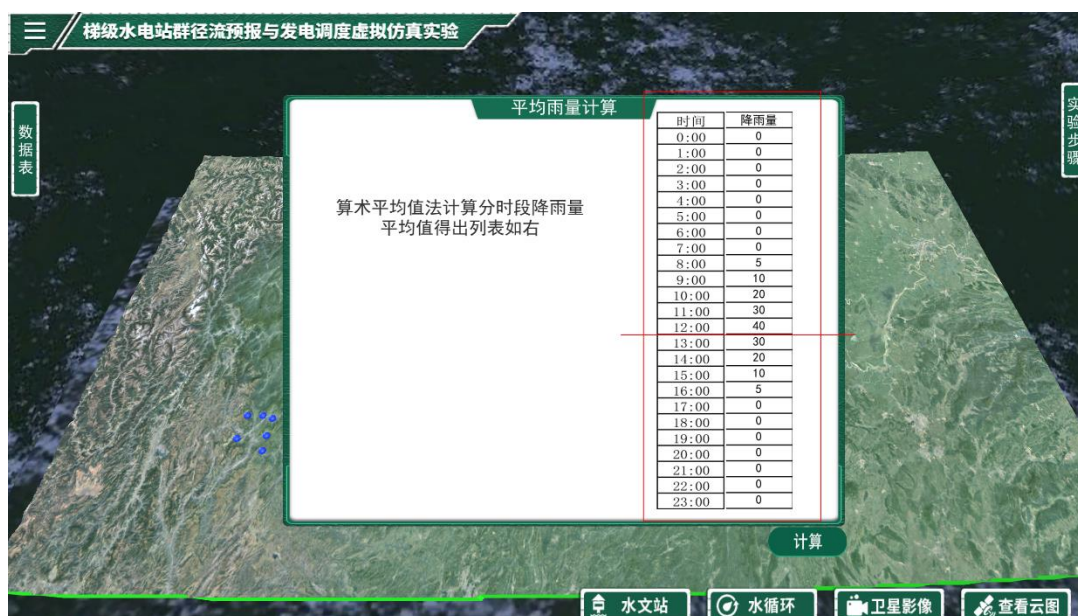 梯级水电站群径流预报与发电调度虚拟仿真实验
数据表
实验步骤
平均雨量计算
算术平均值法计算分时段降雨量
平均值得出列表如右
时间 降雨量
0:00 0
1:00 0
2:00 0
3:00 0
4:00 0
5:00 0
6:00 0
7:00 0
8:00 5
9:00 10
10:00 20
11:00 30
12:00 40
13:00 30
14:00 20
15:00 10
16:00 5
17:00 0
18:00 0
19:00 0
20:00 0
21:00 0
22:00 0
23:00 0
计算
水文站 水循环 卫星影像 查看云图